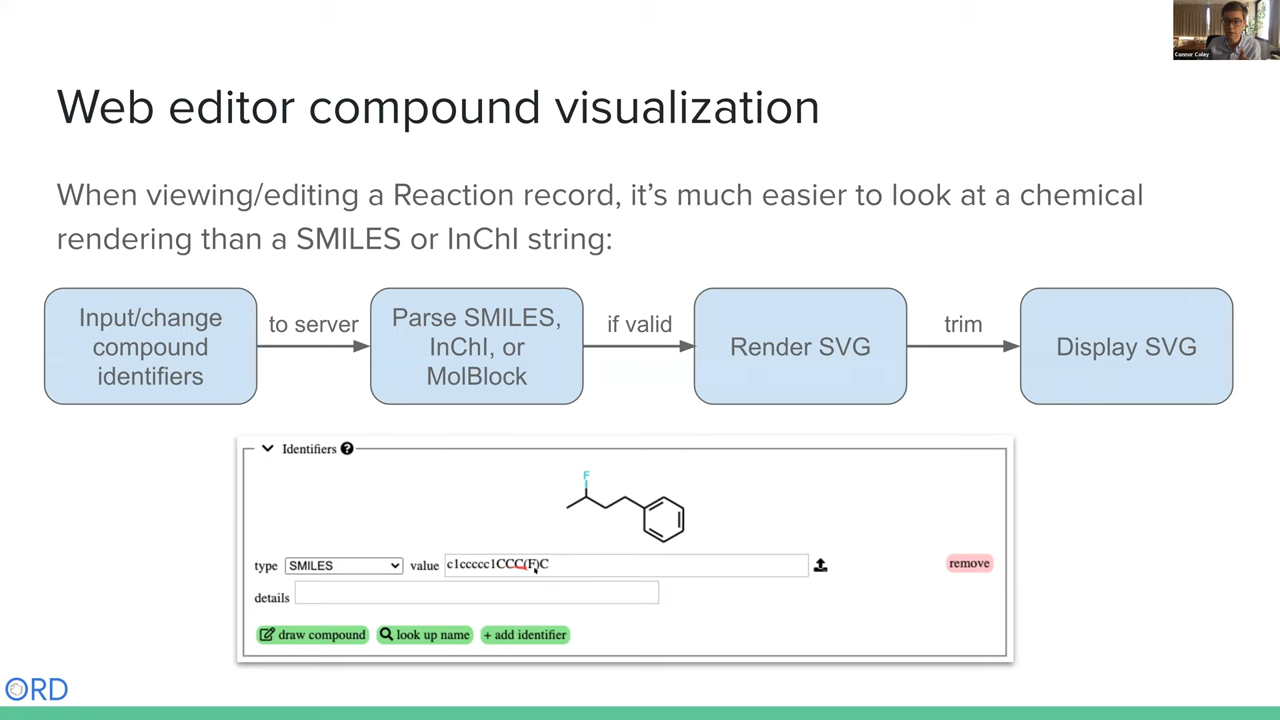 Connor Coley
Web editor compound visualization
When viewing/editing a Reaction record, it's much easier to look at a chemical
rendering than a SMILES or InChI string:
Input/change
compound
identifiers
to server
Parse SMILES,
InChI, or
MolBlock
if valid
Render SVG
trim
Display SVG
Identifiers ?
F
type SMILES value c1ccccc1CCC(F)C remove
details
draw compound look up name + add identifier
ORD